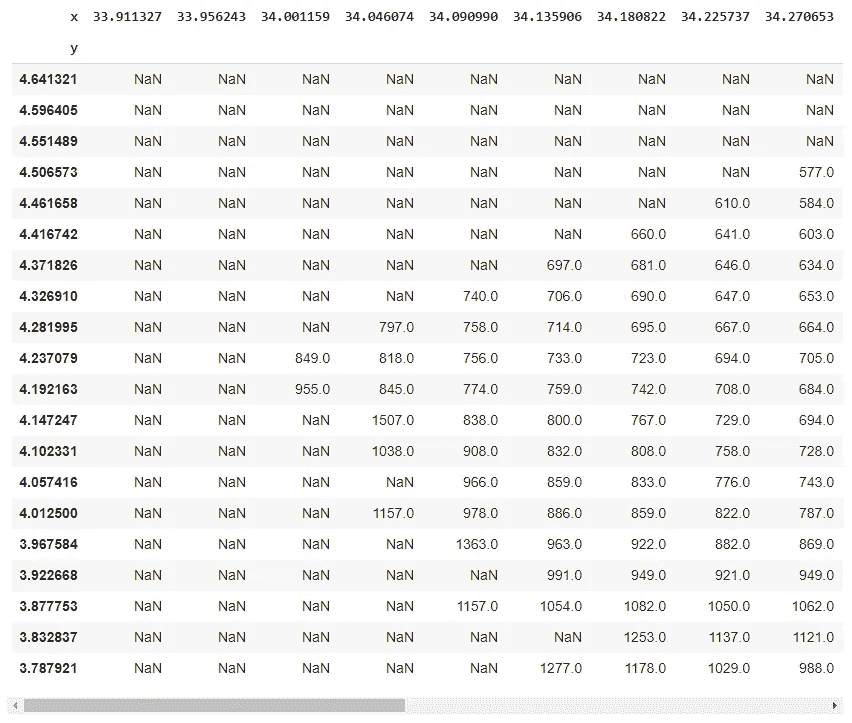 x 33.911327 33.956243 34.001159 34.046074 34.090990 34.135906 34.180822 34.225737 34.270653
y
4.641321 NaN NaN NaN NaN NaN NaN NaN NaN NaN
4.596405 NaN NaN NaN NaN NaN NaN NaN NaN NaN
4.551489 NaN NaN NaN NaN NaN NaN NaN NaN NaN
4.506573 NaN NaN NaN NaN NaN NaN NaN NaN 577.0
4.461658 NaN NaN NaN NaN NaN NaN NaN 610.0 584.0
4.416742 NaN NaN NaN NaN NaN NaN 660.0 641.0 603.0
4.371826 NaN NaN NaN NaN NaN 697.0 681.0 646.0 634.0
4.326910 NaN NaN NaN NaN 740.0 706.0 690.0 647.0 653.0
4.281995 NaN NaN NaN 797.0 758.0 714.0 695.0 667.0 664.0
4.237079 NaN NaN 849.0 818.0 756.0 733.0 723.0 694.0 705.0
4.192163 NaN NaN 955.0 845.0 774.0 759.0 742.0 708.0 684.0
4.147247 NaN NaN NaN 1507.0 838.0 800.0 767.0 729.0 694.0
4.102331 NaN NaN NaN 1038.0 908.0 832.0 808.0 758.0 728.0
4.057416 NaN NaN NaN NaN 966.0 859.0 833.0 776.0 743.0
4.012500 NaN NaN NaN 1157.0 978.0 886.0 859.0 822.0 787.0
3.967584 NaN NaN NaN NaN 1363.0 963.0 922.0 882.0 869.0
3.922668 NaN NaN NaN NaN NaN 991.0 949.0 921.0 949.0
3.877753 NaN NaN NaN NaN 1157.0 1054.0 1082.0 1050.0 1062.0
3.832837 NaN NaN NaN NaN NaN NaN 1253.0 1137.0 1121.0
3.787921 NaN NaN NaN NaN NaN 1277.0 1178.0 1029.0 988.0